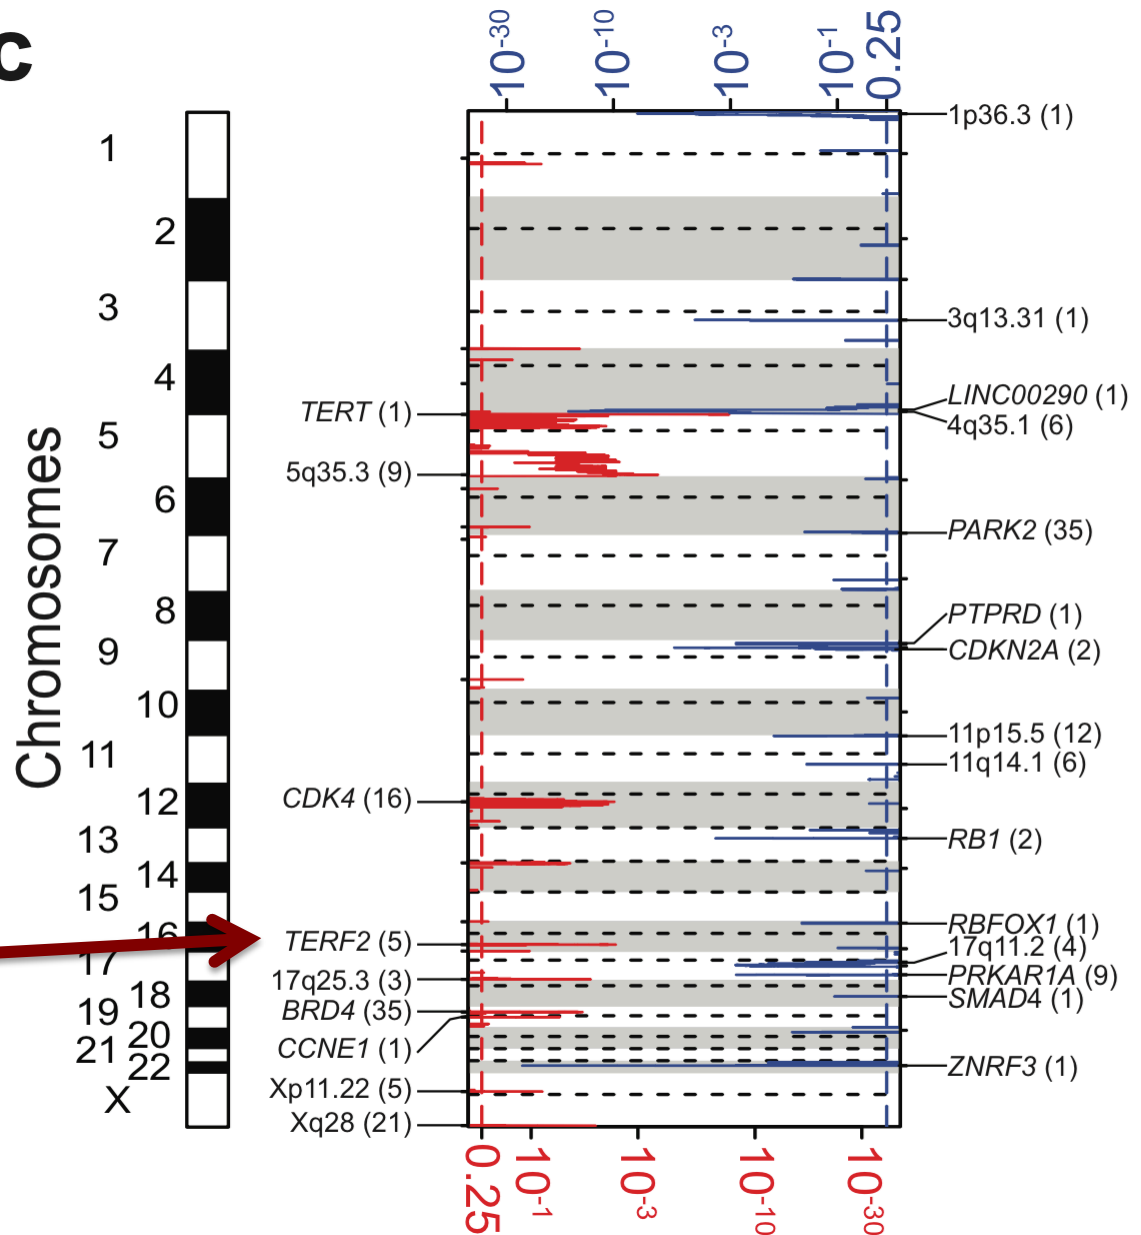 c
10-30
10-10
10-3
10-1
0.25
Chromosomes
1
2
3
4
5
6
7
8
9
10
11
12
13
14
15
16
17
18
19
20
21
22
X
TERT (1)
5q35.3 (9)
CDK4 (16)
TERF2 (5)
17q25.3 (3)
BRD4 (35)
CCNE1 (1)
Xp11.22 (5)
Xq28 (21)
1p36.3 (1)
3q13.31 (1)
LINC00290 (1)
4q35.1 (6)
PARK2 (35)
PTPRD (1)
CDKN2A (2)
11p15.5 (12)
11q14.1 (6)
RB1 (2)
RBFOX1 (1)
17q11.2 (4)
PRKAR1A (9)
SMAD4 (1)
ZNRF3 (1)
0.25
10-1
10-3
10-10
10-30